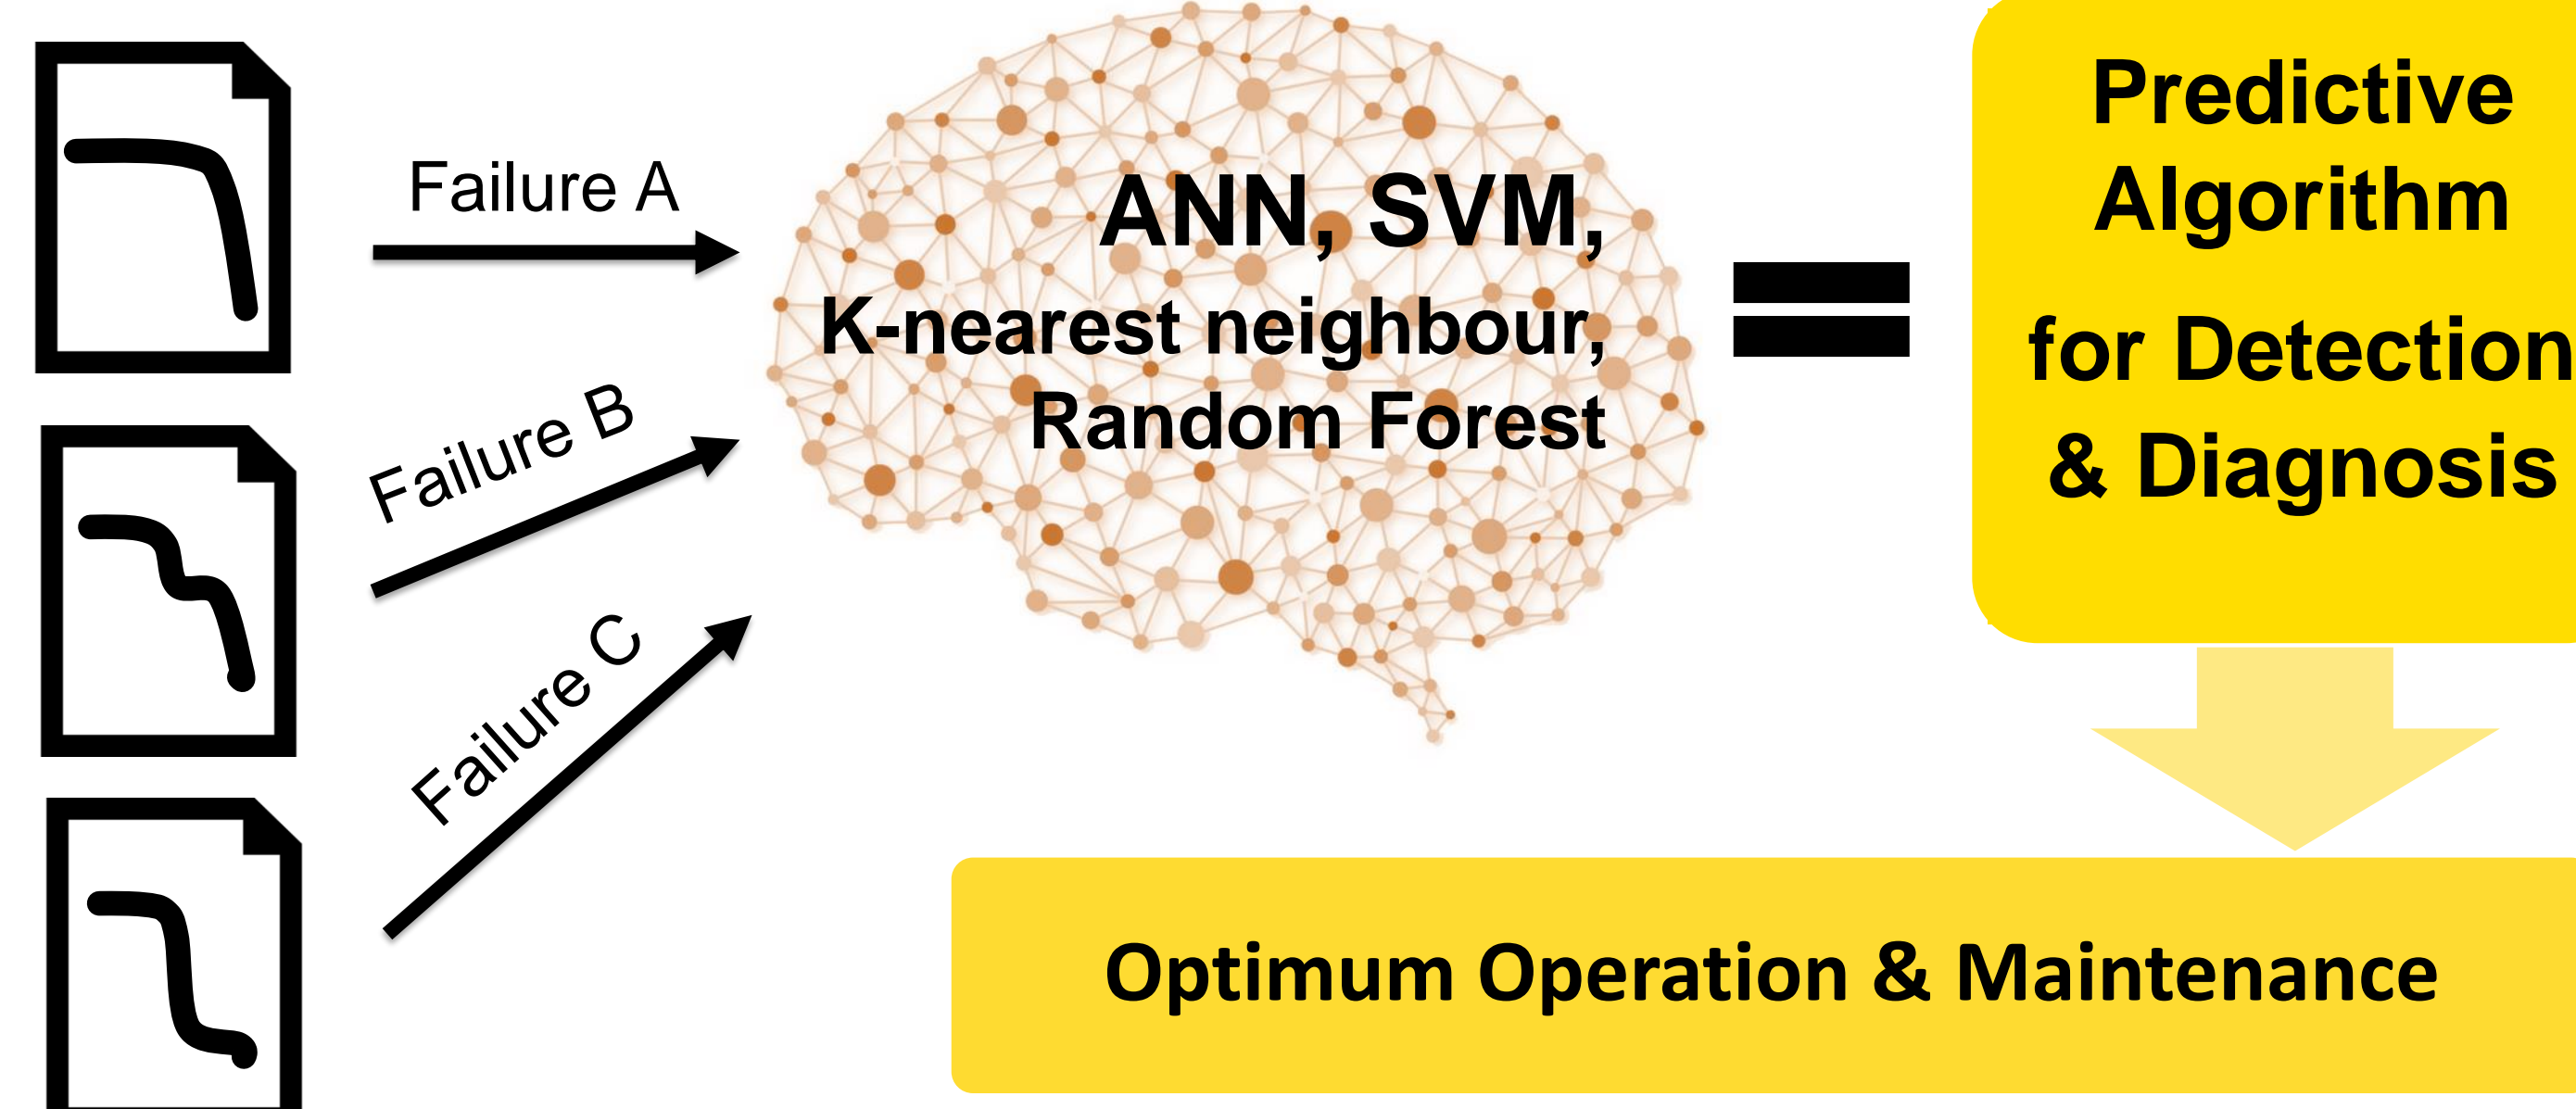 Failure A
Failure B
Failure C
ANN, SVM,
K-nearest neighbour,
Random Forest
Predictive
Algorithm
for Detection
& Diagnosis
Optimum Operation & Maintenance